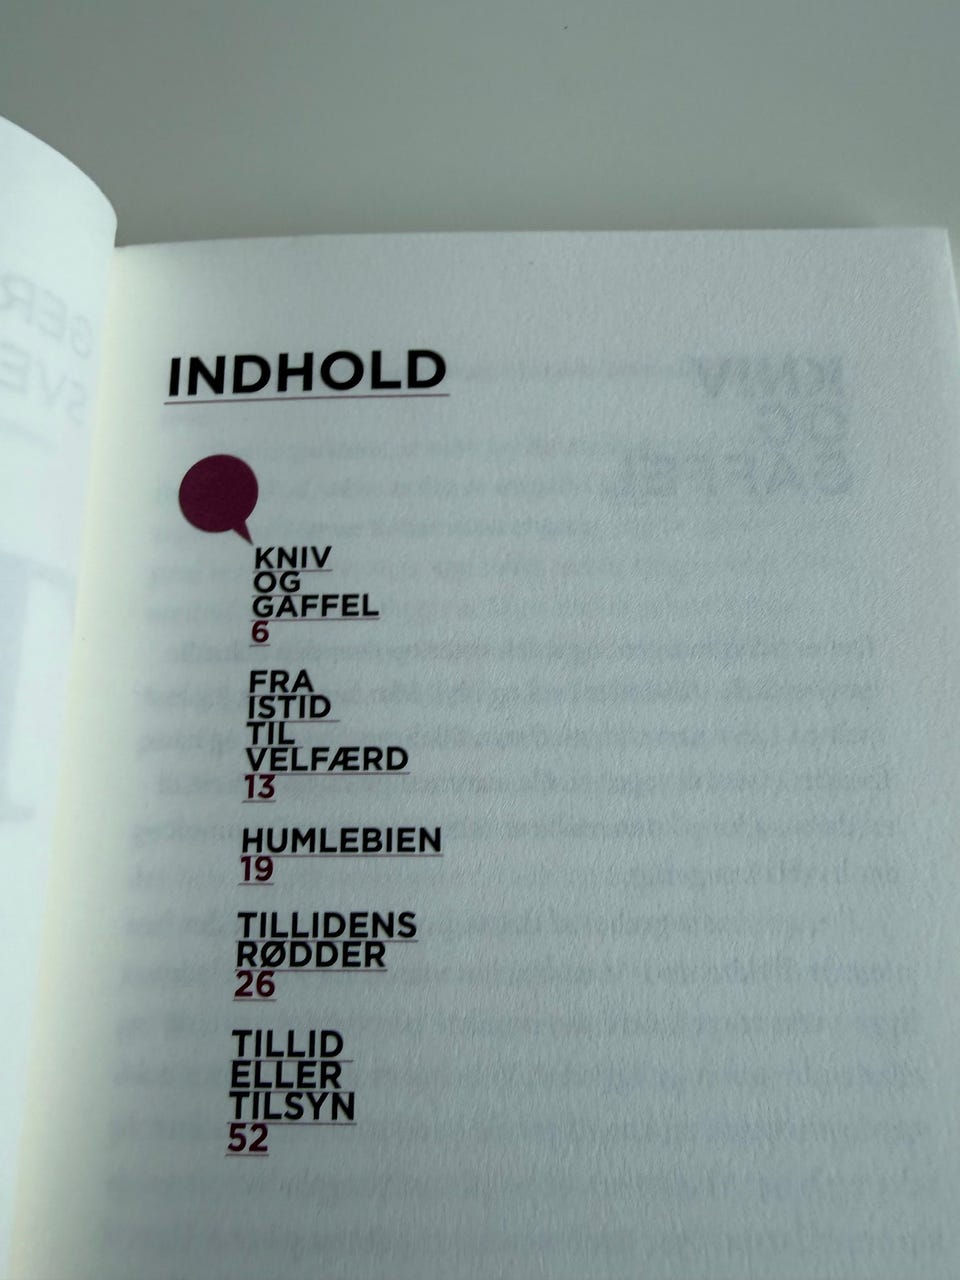 INDHOLD
KNIV
OG
GAFFEL
6
FRA
ISTID
TIL
VELFÆRD
13
HUMLEBIEN
19
TILLIDENS
RØDDER
26
TILLID
ELLER
TILSYN
52